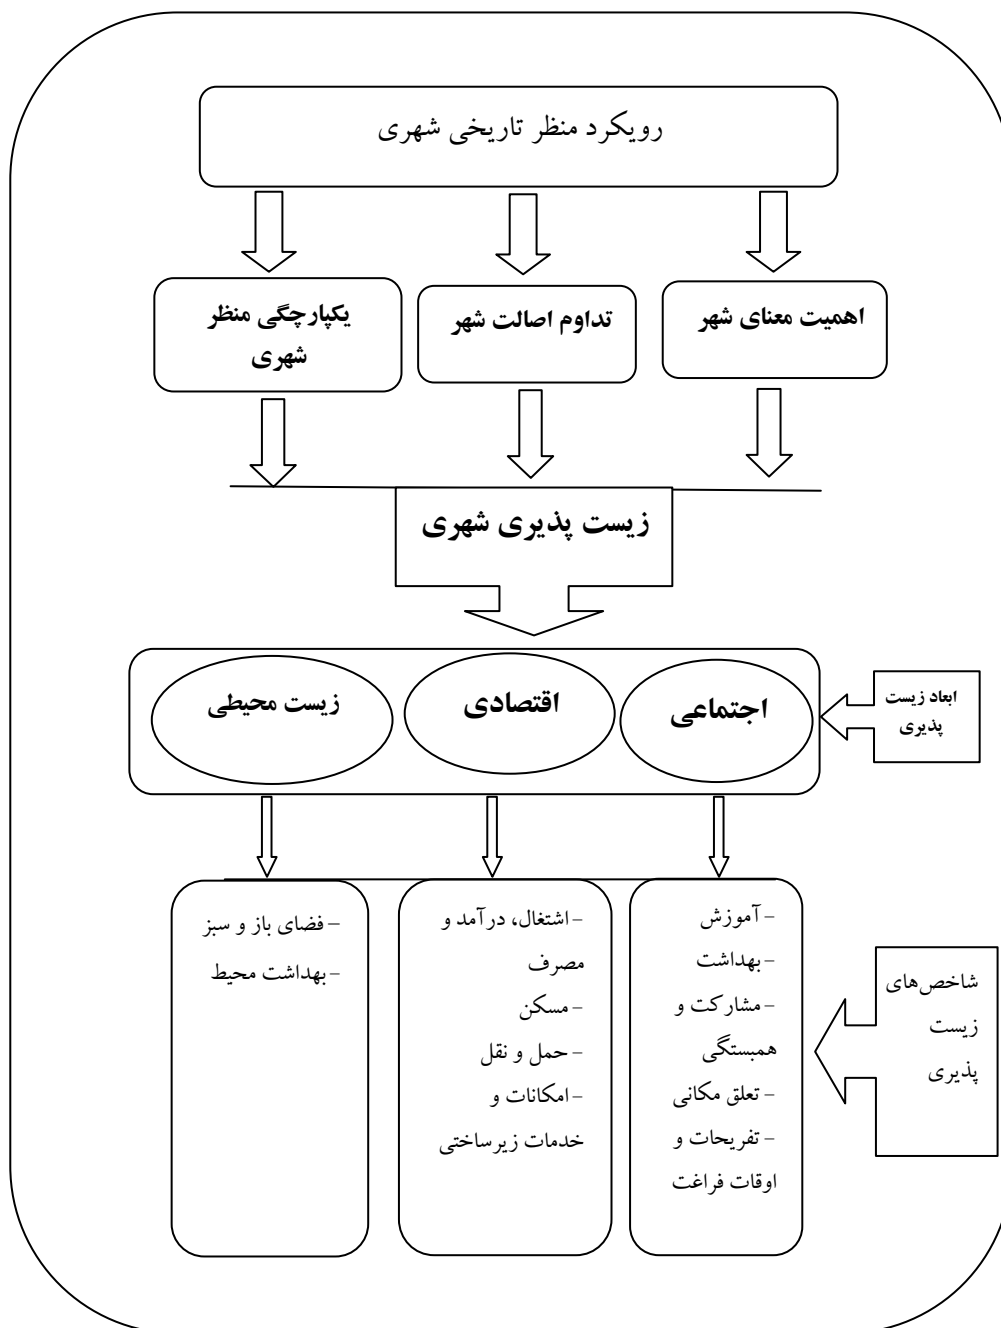 رویکرد منظر تاریخی شهری
اهمیت معنای شهر
تداوم اصالت شهر
یکپارچگی منظر
شهری
زیست پذیری شهری
اجتماعی
اقتصادی
زیست محیطی
ابعاد زیست
پذیری
- آموزش
- بهداشت
- مشارکت و
همبستگی
- تعلق مکانی
- تفریحات و
اوقات فراغت
- اشتغال، درآمد و
مصرف
- مسکن
- حمل و نقل
- امکانات و
خدمات زیرساختی
- فضای باز و سبز
- بهداشت محیط
شاخص‌های
زیست
پذیری